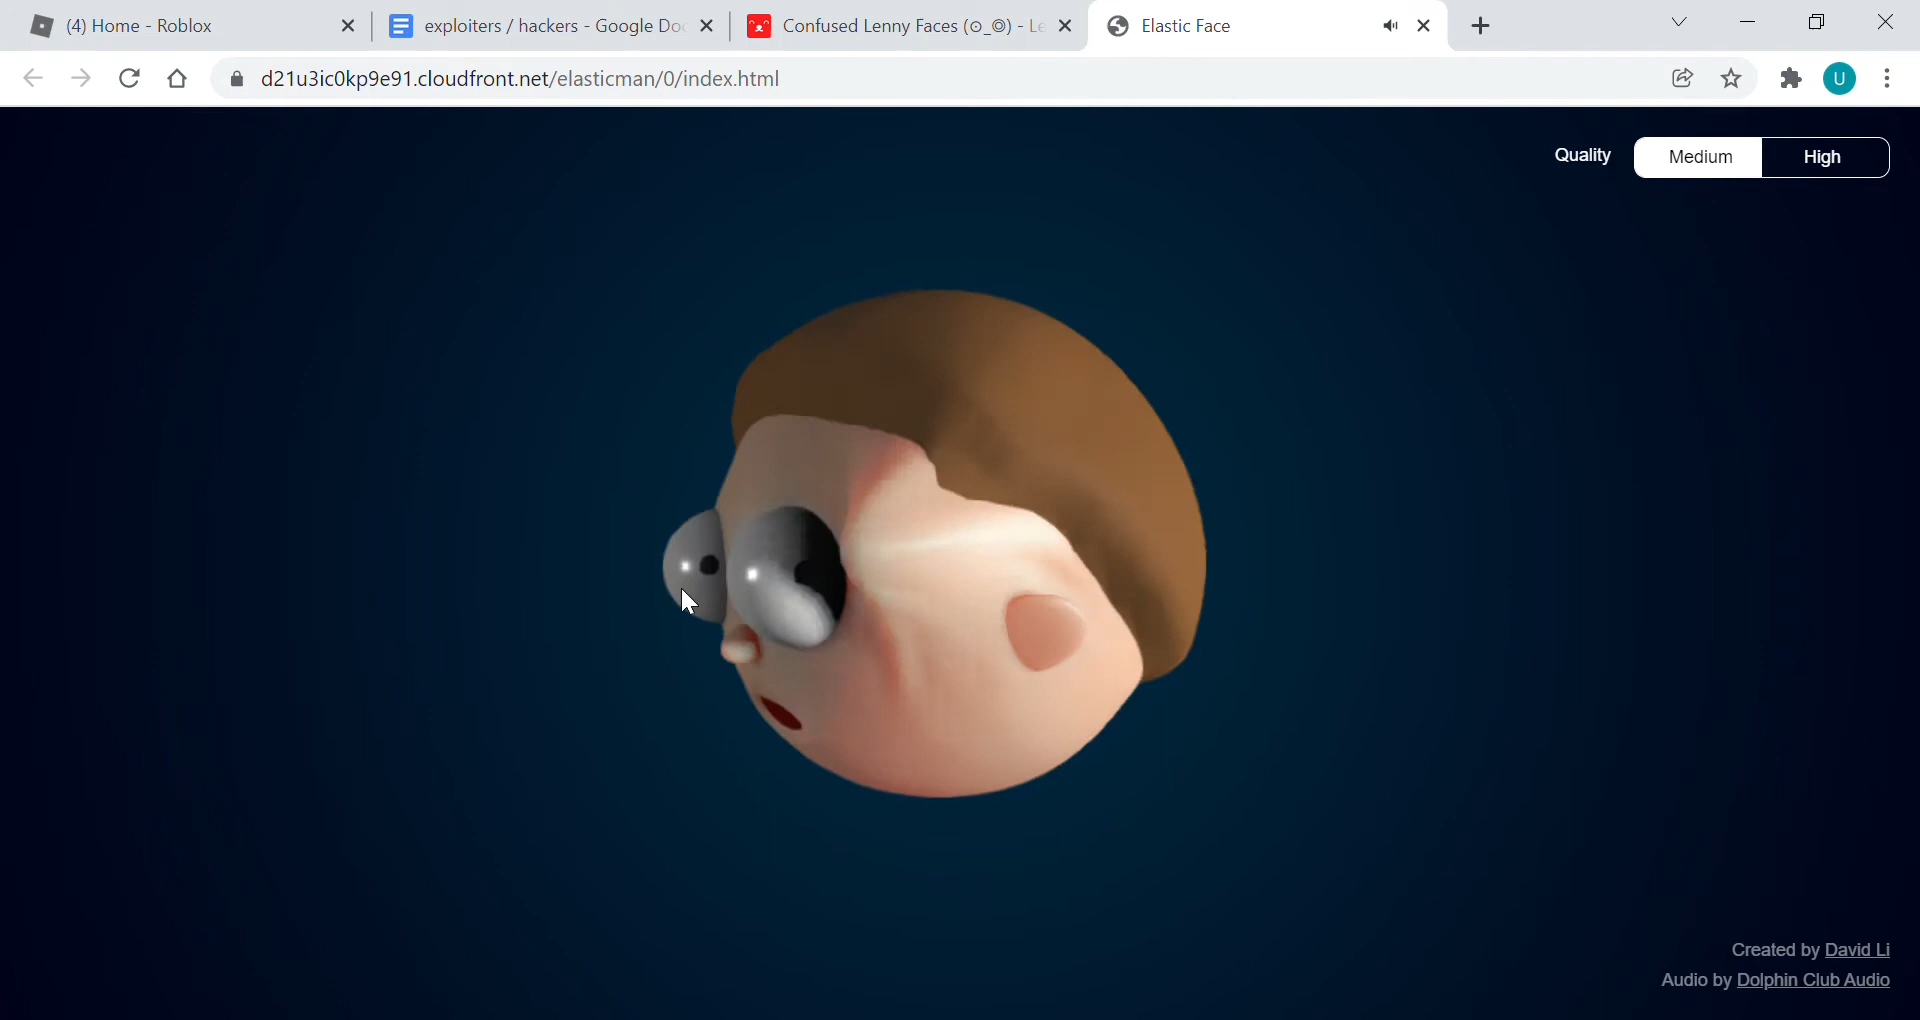 (4) Home - Roblox
exploiters / hackers - Google Doc
Confused Lenny Faces (⊙_◎) - Le
Elastic Face
d21u3ic0kp9e91.cloudfront.net/elasticman/0/index.html
U
Quality Medium High
Created by David Li
Audio by Dolphin Club Audio